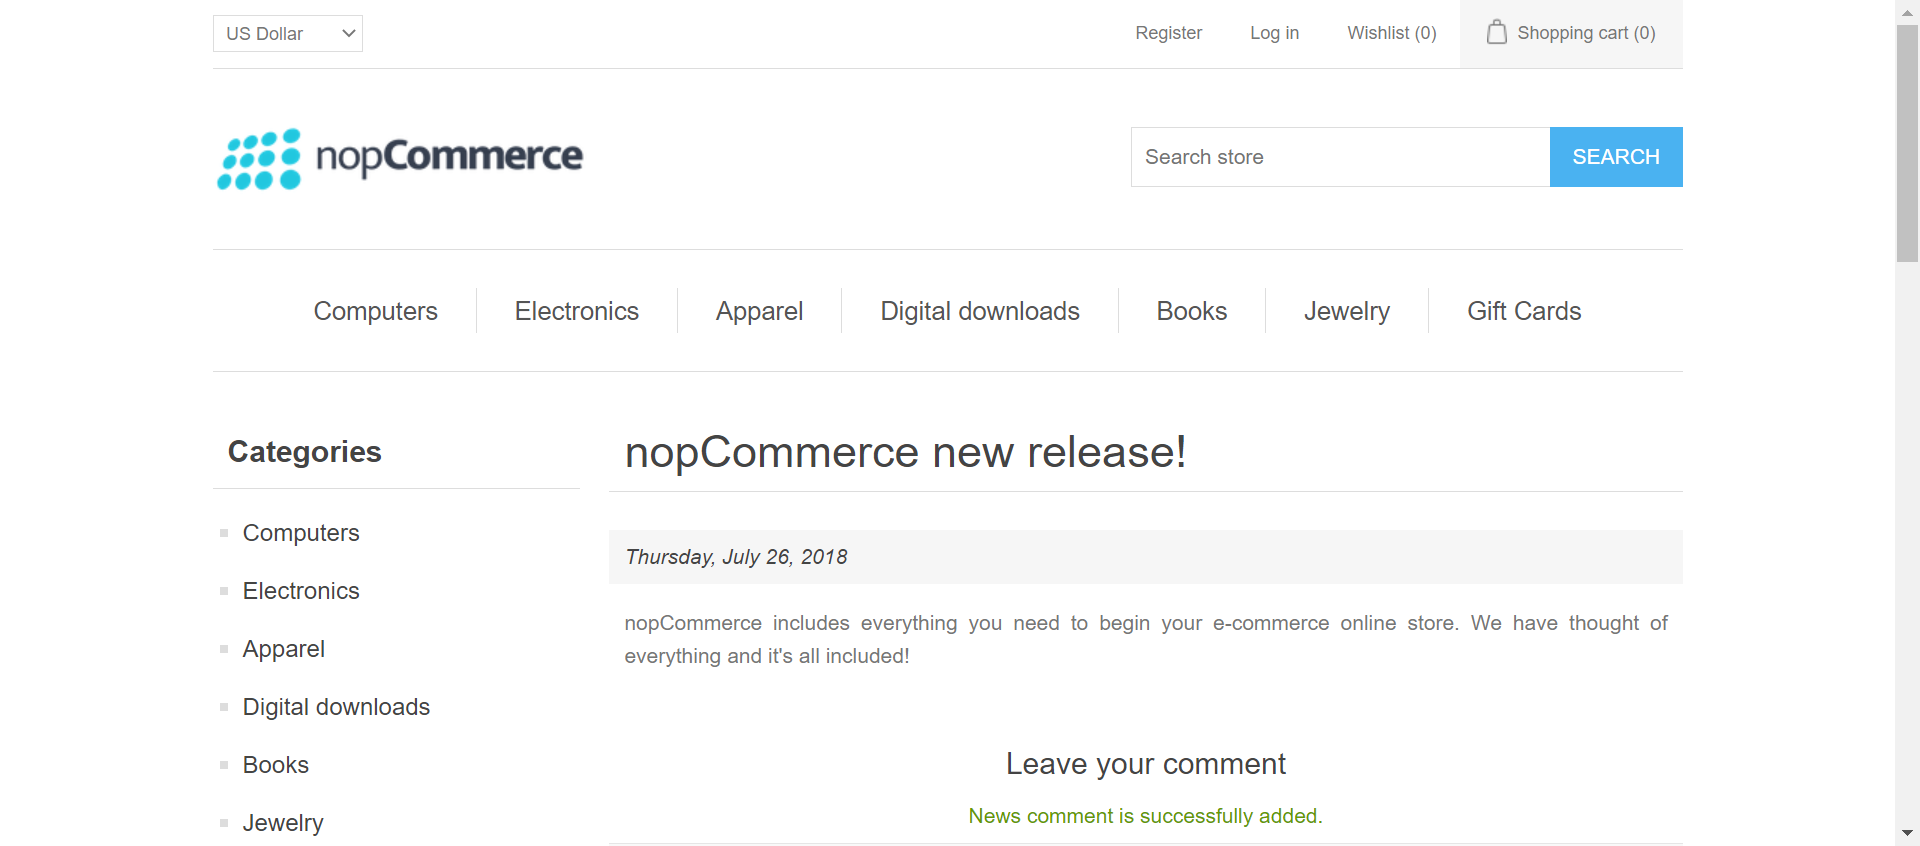 US Dollar
Register
Log in
Wishlist (0)
Shopping cart (0)
nopCommerce
Search store
SEARCH
Computers
Electronics
Apparel
Digital downloads
Books
Jewelry
Gift Cards
Categories
Computers
Electronics
Apparel
Digital downloads
Books
Jewelry
nopCommerce new release!
Thursday, July 26, 2018
nopCommerce includes everything you need to begin your e-commerce online store. We have thought of
everything and it's all included!
Leave your comment
News comment is successfully added.